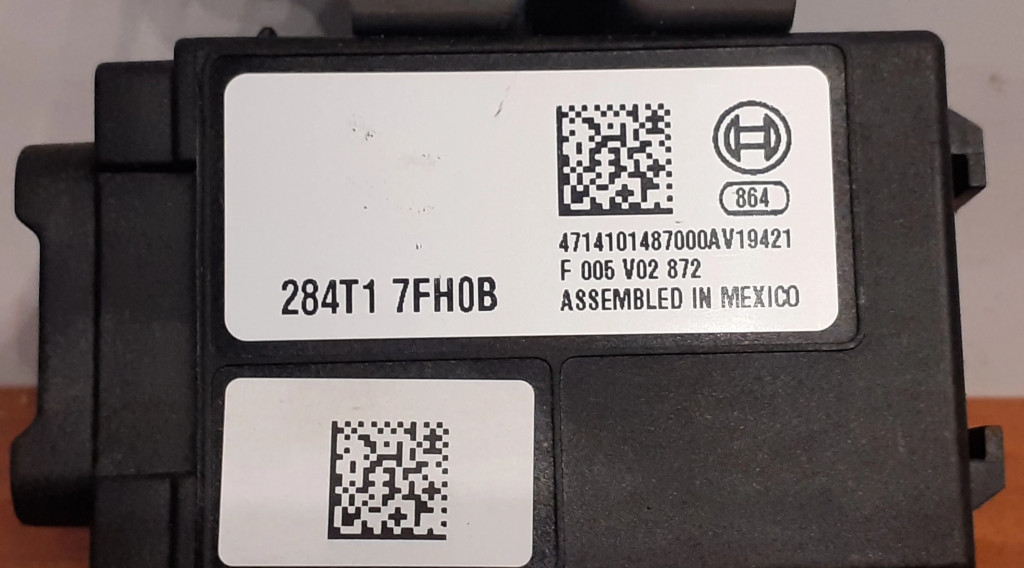 864
4714101487000AV19421
F 005 V02 872
284T1 7FH0B
ASSEMBLED IN MEXICO